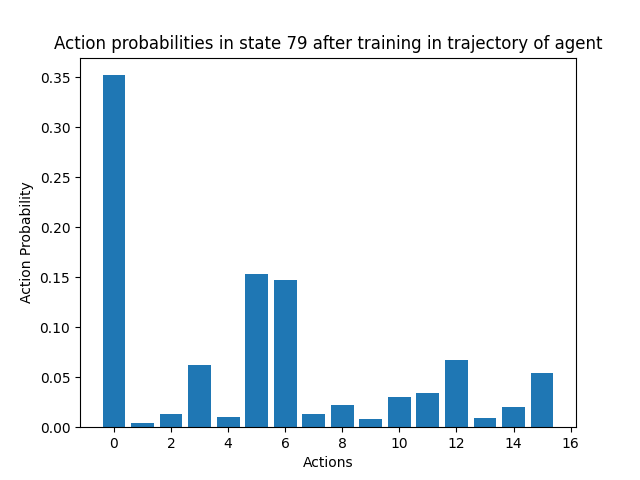 Action probabilities in state 79 after training in trajectory of agent
0.35
0.30
0.25
0.20
0.15
0.10
0.05
0.00
Action Probability
0 2 4 6 8 10 12 14 16
Actions